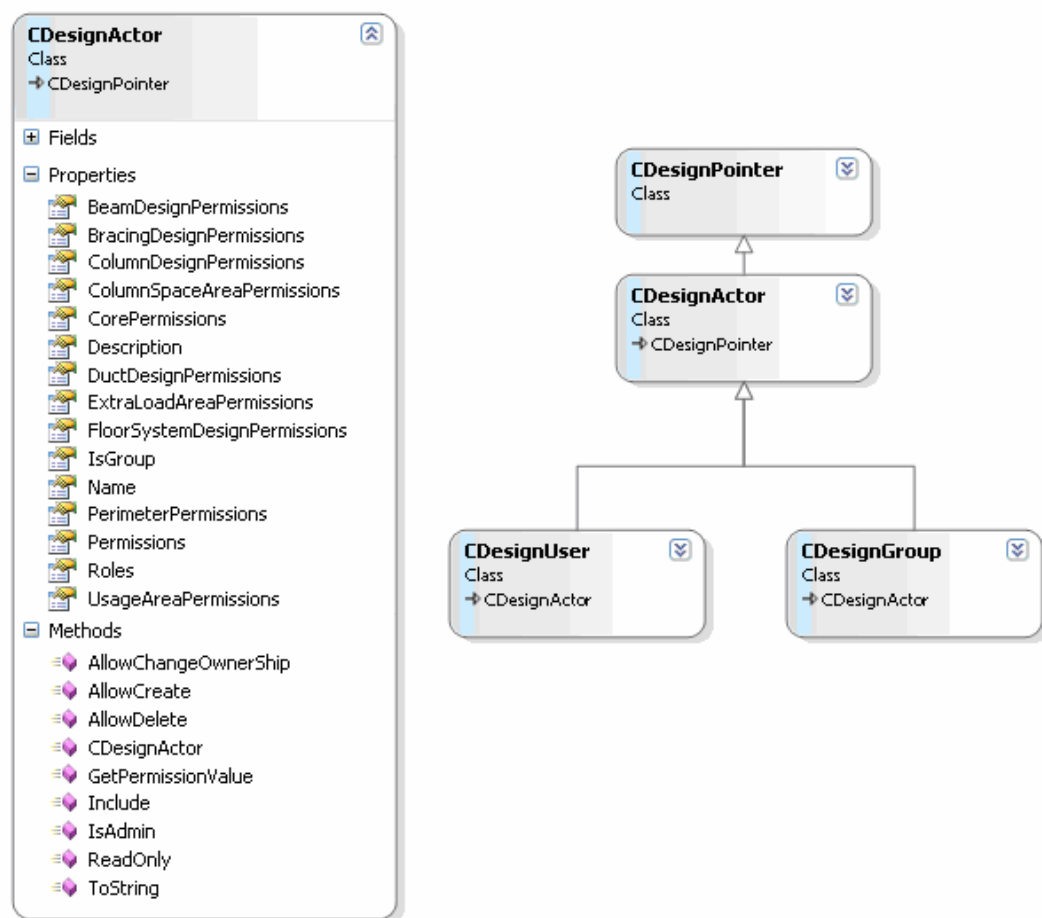 CDesignActor
Class
CDesignPointer
Fields
Properties
BeamDesignPermissions
BracingDesignPermissions
ColumnDesignPermissions
ColumnSpaceAreaPermissions
CorePermissions
Description
DuctDesignPermissions
ExtraLoadAreaPermissions
FloorSystemDesignPermissions
IsGroup
Name
PerimeterPermissions
Permissions
Roles
UsageAreaPermissions
Methods
AllowChangeOwnerShip
AllowCreate
AllowDelete
CDesignActor
GetPermissionValue
Include
IsAdmin
ReadOnly
ToString
CDesignPointer
Class
CDesignActor
Class
CDesignPointer
CDesignUser
Class
CDesignActor
CDesignGroup
Class
CDesignActor